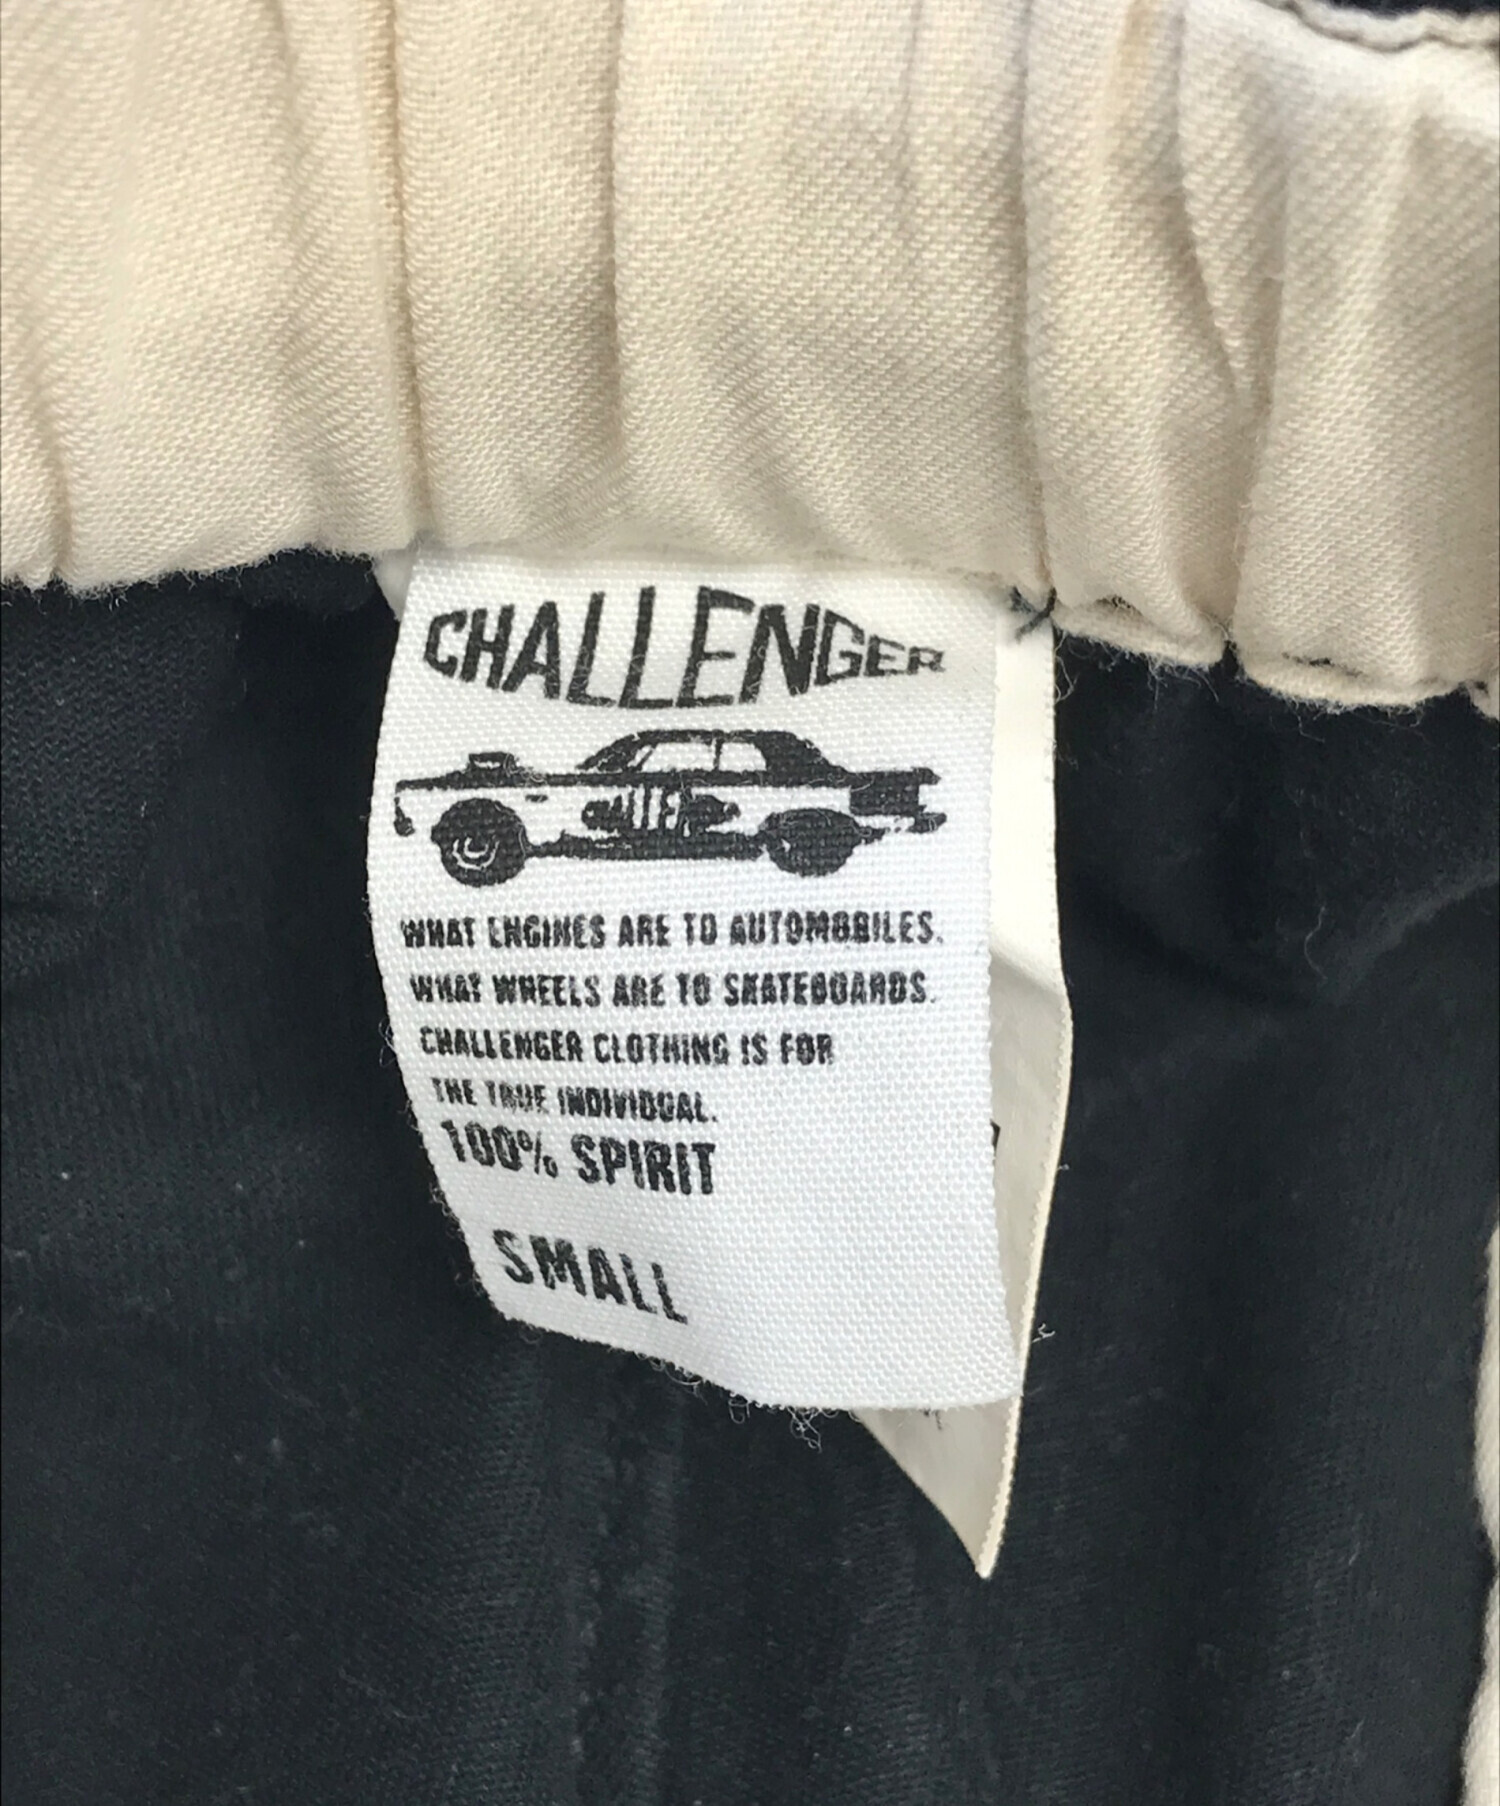 CHALLENGER
WHAT ENGINES ARE TO AUTOMOBILES.
WHAT WHEELS ARE TO SKATEBOARDS.
CHALLENGER CLOTHING IS FOR
THE TRUE INDIVIDUAL.
100% SPIRIT
SMALL